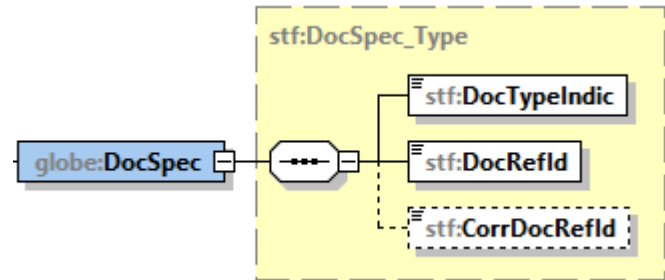 stf:DocSpec_Type
stf:DocTypeIndic
globe:DocSpec
stf:DocRefId
stf:CorrDocRefId